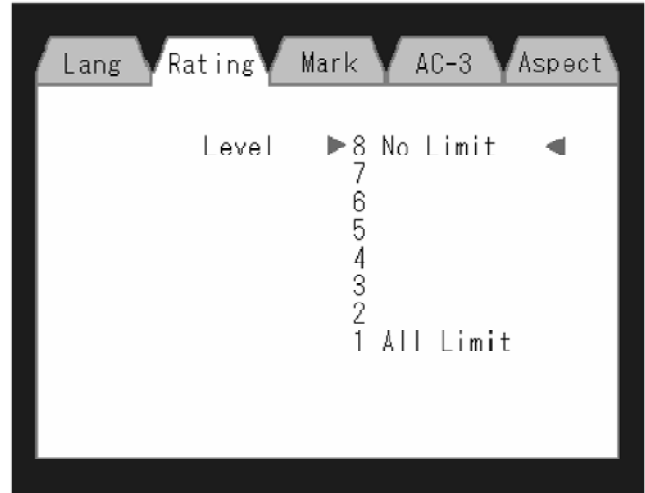 Lang Rating Mark AC-3 Aspect
Level ▶8 No Limit ◀
7
6
5
4
3
2
1 All Limit